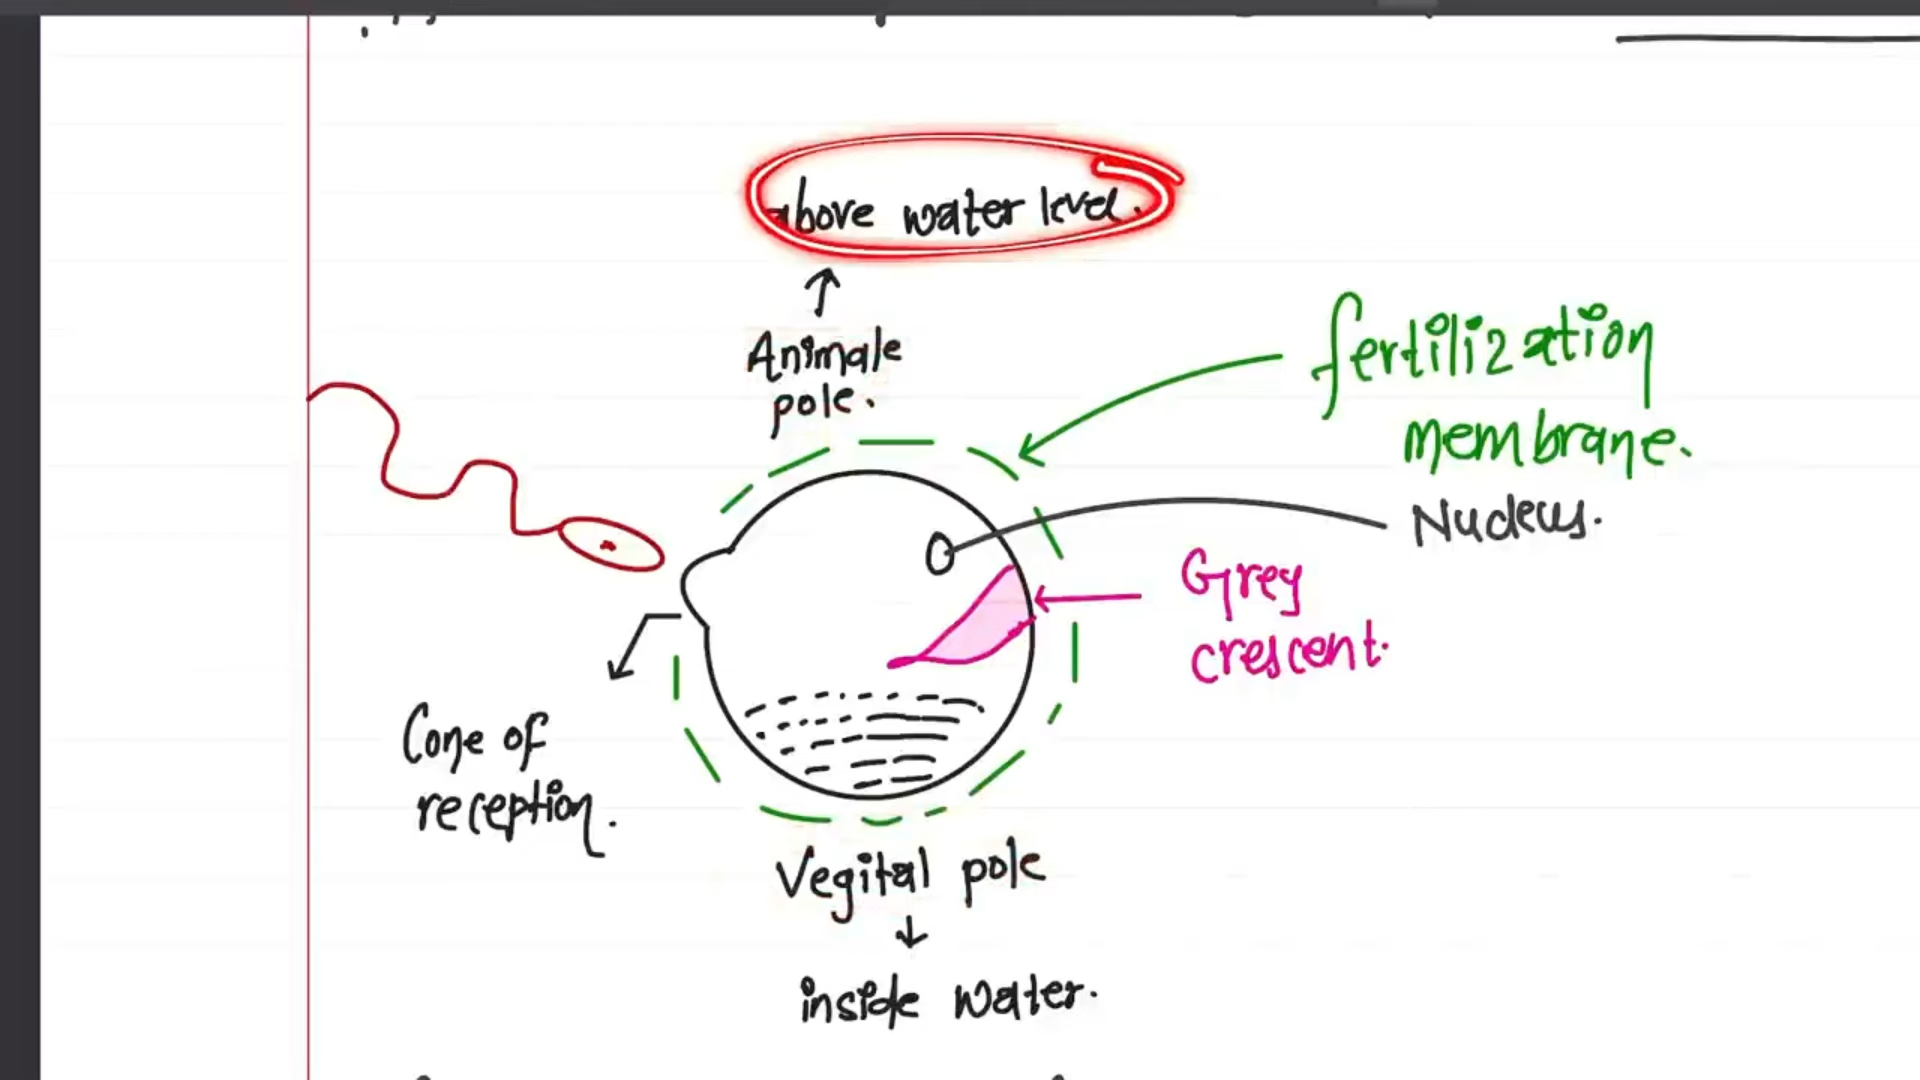 above water level.
Animale
pole.
fertilization
membrane.
Nucleus.
Grey
crescent.
Cone of
reception.
Vegital pole
inside water.